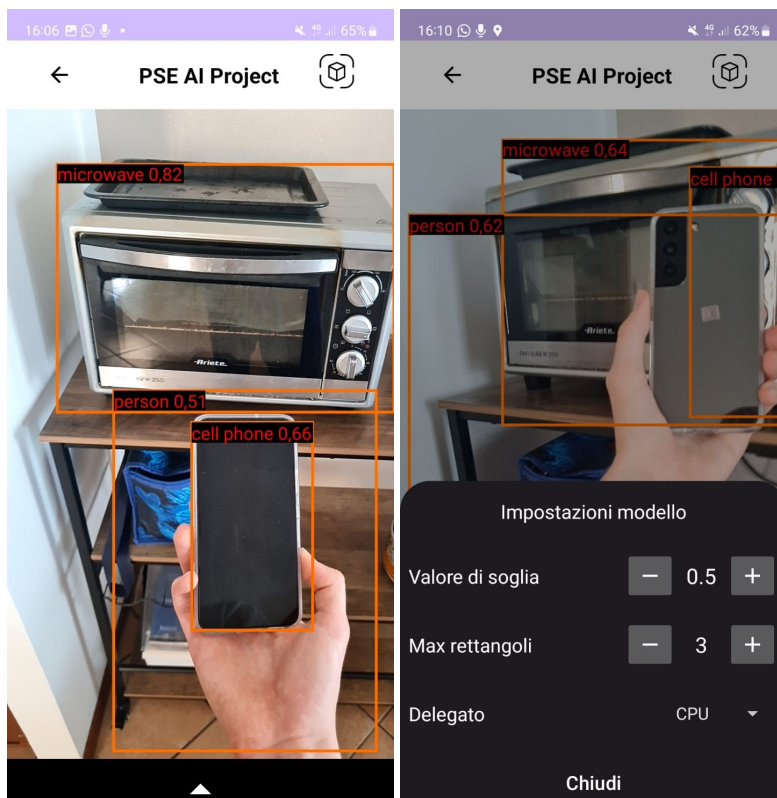 16:06
4G
65%
PSE AI Project
microwave 0,82
Ariete.
person 0,51
cell phone 0,66
16:10
4G
62%
PSE AI Project
microwave 0,64
cell phone
person 0,62
Ariete.
Impostazioni modello
Valore di soglia
− 0.5 +
Max rettangoli
− 3 +
Delegato
CPU
Chiudi